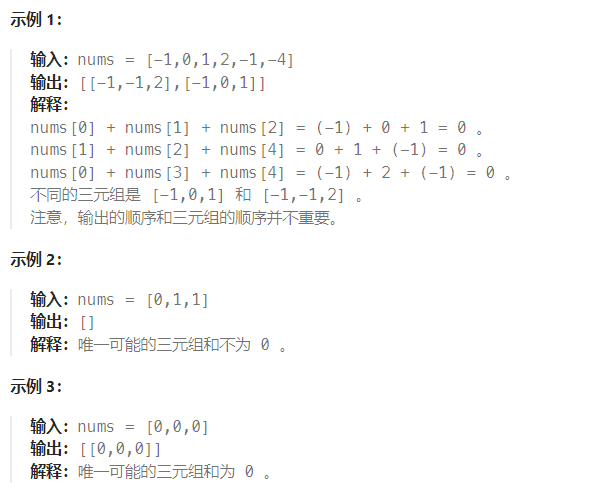 示例 1：
输入：nums = [-1,0,1,2,-1,-4]
输出：[[-1,-1,2],[-1,0,1]]
解释：
nums[0] + nums[1] + nums[2] = (-1) + 0 + 1 = 0 。
nums[1] + nums[2] + nums[4] = 0 + 1 + (-1) = 0 。
nums[0] + nums[3] + nums[4] = (-1) + 2 + (-1) = 0 。
不同的三元组是 [-1,0,1] 和 [-1,-1,2] 。
注意，输出的顺序和三元组的顺序并不重要。
示例 2：
输入：nums = [0,1,1]
输出：[]
解释：唯一可能的三元组和不为 0 。
示例 3：
输入：nums = [0,0,0]
输出：[[0,0,0]]
解释：唯一可能的三元组和为 0 。